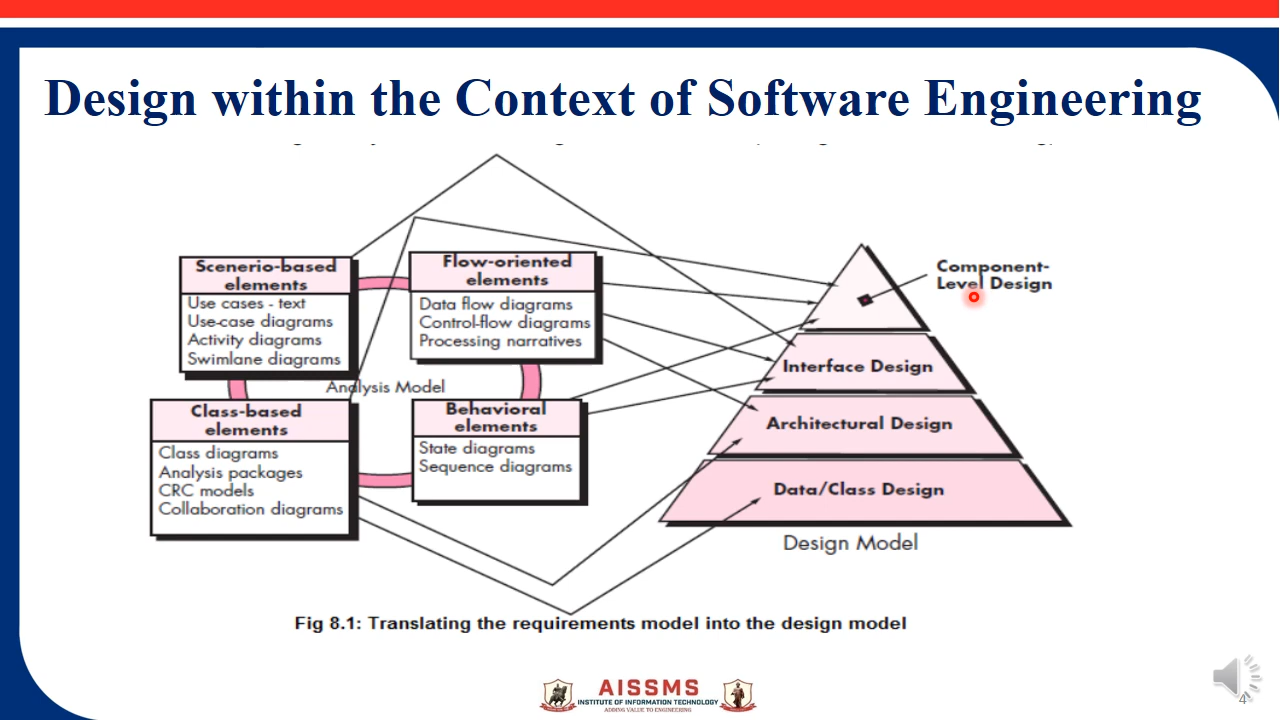 Design within the Context of Software Engineering
Scenerio-based
elements
Use cases - text
Use-case diagrams
Activity diagrams
Swimlane diagrams
Flow-oriented
elements
Data flow diagrams
Control-flow diagrams
Processing narratives
Analysis Model
Class-based
elements
Class diagrams
Analysis packages
CRC models
Collaboration diagrams
Behavioral
elements
State diagrams
Sequence diagrams
Component-
Level Design
Interface Design
Architectural Design
Data/Class Design
Design Model
Fig 8.1: Translating the requirements model into the design model
AISSMS
INSTITUTE OF INFORMATION TECHNOLOGY
ADDING VALUE TO ENGINEERING
4